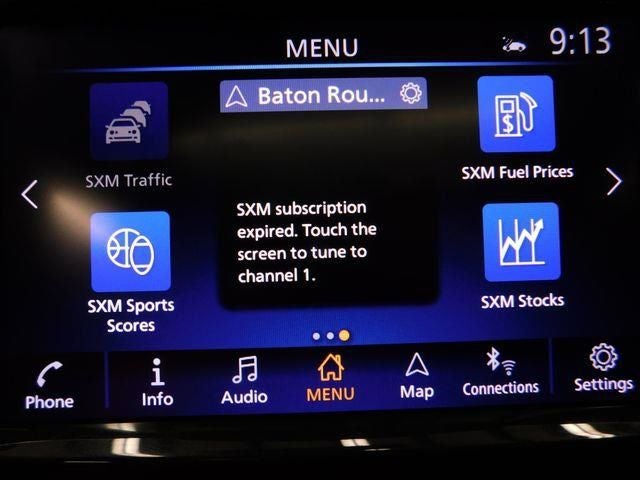 MENU
9:13
Baton Rou...
SXM Traffic
SXM Fuel Prices
SXM subscription
expired. Touch the
screen to tune to
channel 1.
SXM Sports
Scores
SXM Stocks
Phone
Info
Audio
MENU
Map
Connections
Settings